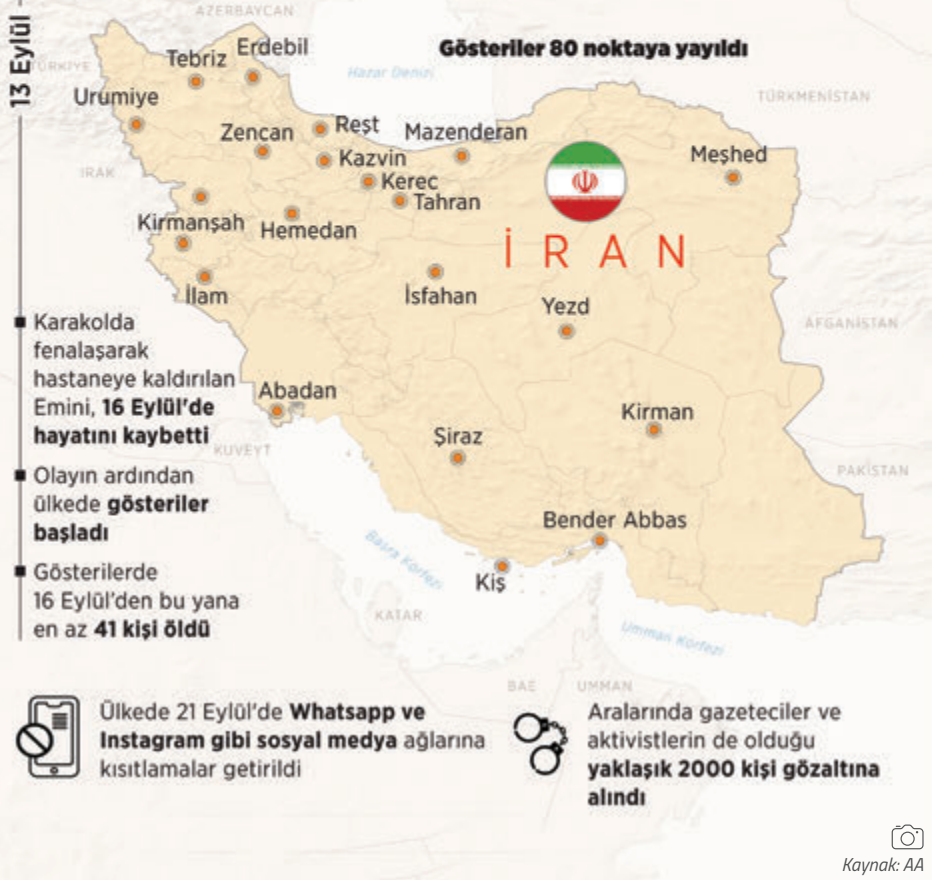 13 Eylül
AZERBAYCAN
Gösteriler 80 noktaya yayıldı
Erdebil
Tebriz
TÜRKİYE
Hazar Denizi
Urumiye
TÜRKMENİSTAN
Zencan
Reşt
Mazenderan
Kazvin
Meşhed
IRAK
Kerec
Tahran
Kirmanşah
Hemedan
İRAN
İlam
İsfahan
Yezd
AFGANİSTAN
Karakolda
fenalaşarak
hastaneye kaldırılan
Emini, 16 Eylül'de
hayatını kaybetti
Abadan
Kirman
Şiraz
KUVEYT
PAKİSTAN
Olayın ardından
ülkede gösteriler
başladı
Bender Abbas
Basra Körfezi
Kiş
Gösterilerde
16 Eylül'den bu yana
en az 41 kişi öldü
KATAR
Umman Körfezi
BAE
UMMAN
Ülkede 21 Eylül'de Whatsapp ve
Instagram gibi sosyal medya ağlarına
kısıtlamalar getirildi
Aralarında gazeteciler ve
aktivistlerin de olduğu
yaklaşık 2000 kişi gözaltına
alındı
Kaynak: AA